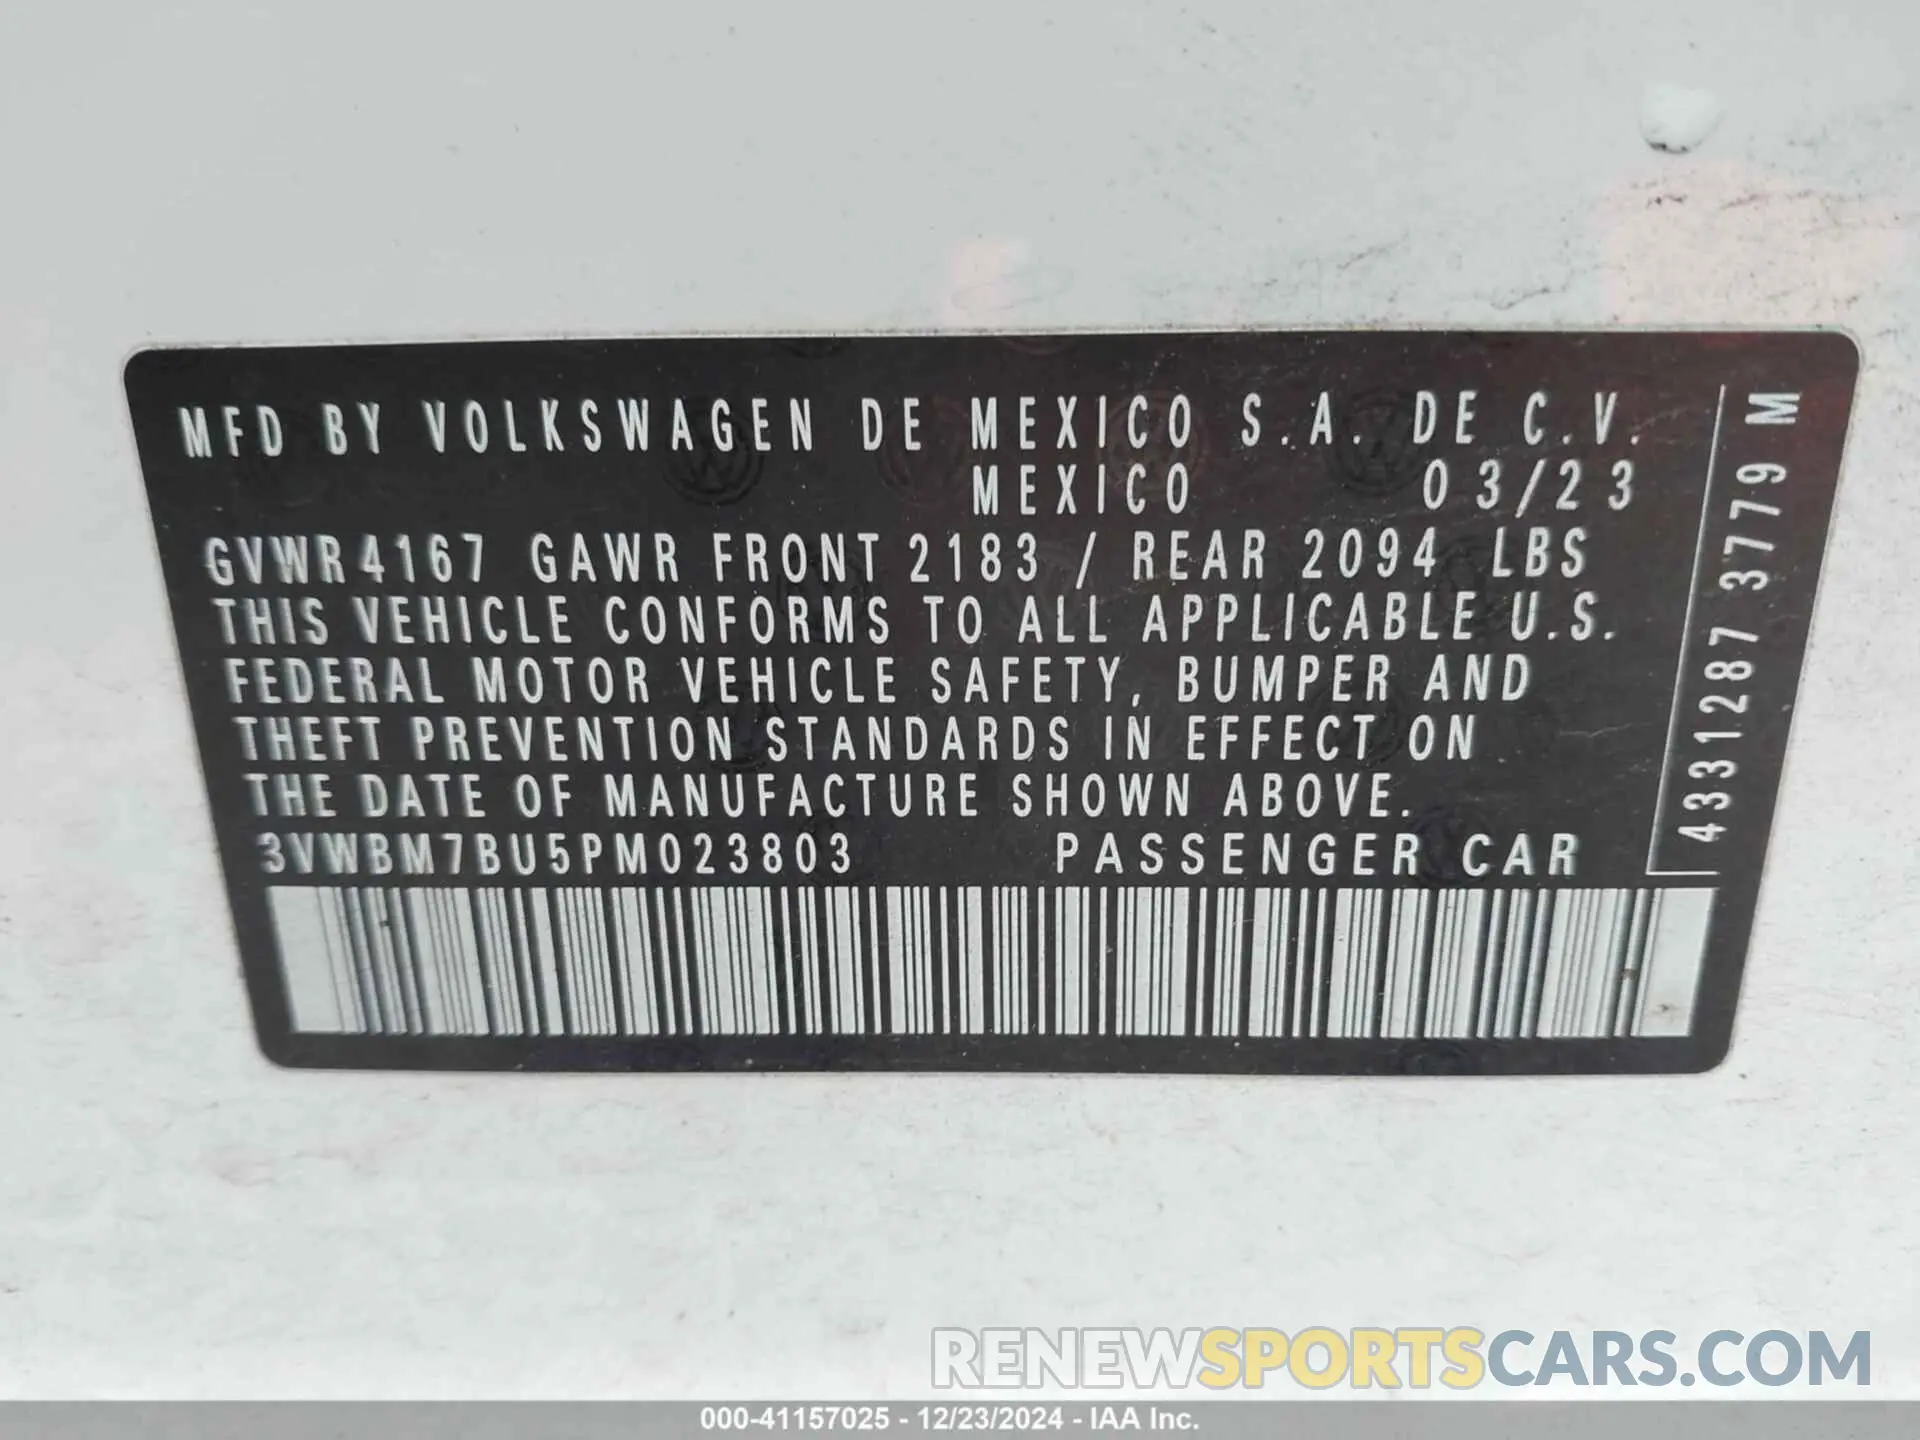 MFD BY VOLKSWAGEN DE MEXICO S.A. DE C.V.
MEXICO 03/23
GVWR 4167 GAWR FRONT 2183 / REAR 2094 LBS
THIS VEHICLE CONFORMS TO ALL APPLICABLE U.S.
FEDERAL MOTOR VEHICLE SAFETY, BUMPER AND
THEFT PREVENTION STANDARDS IN EFFECT ON
THE DATE OF MANUFACTURE SHOWN ABOVE.
3VWBM7BU5PM023803 PASSENGER CAR
4331287 3779 M
RENEWSPORTSCARS.COM
000-41157025 - 12/23/2024 - IAA Inc.